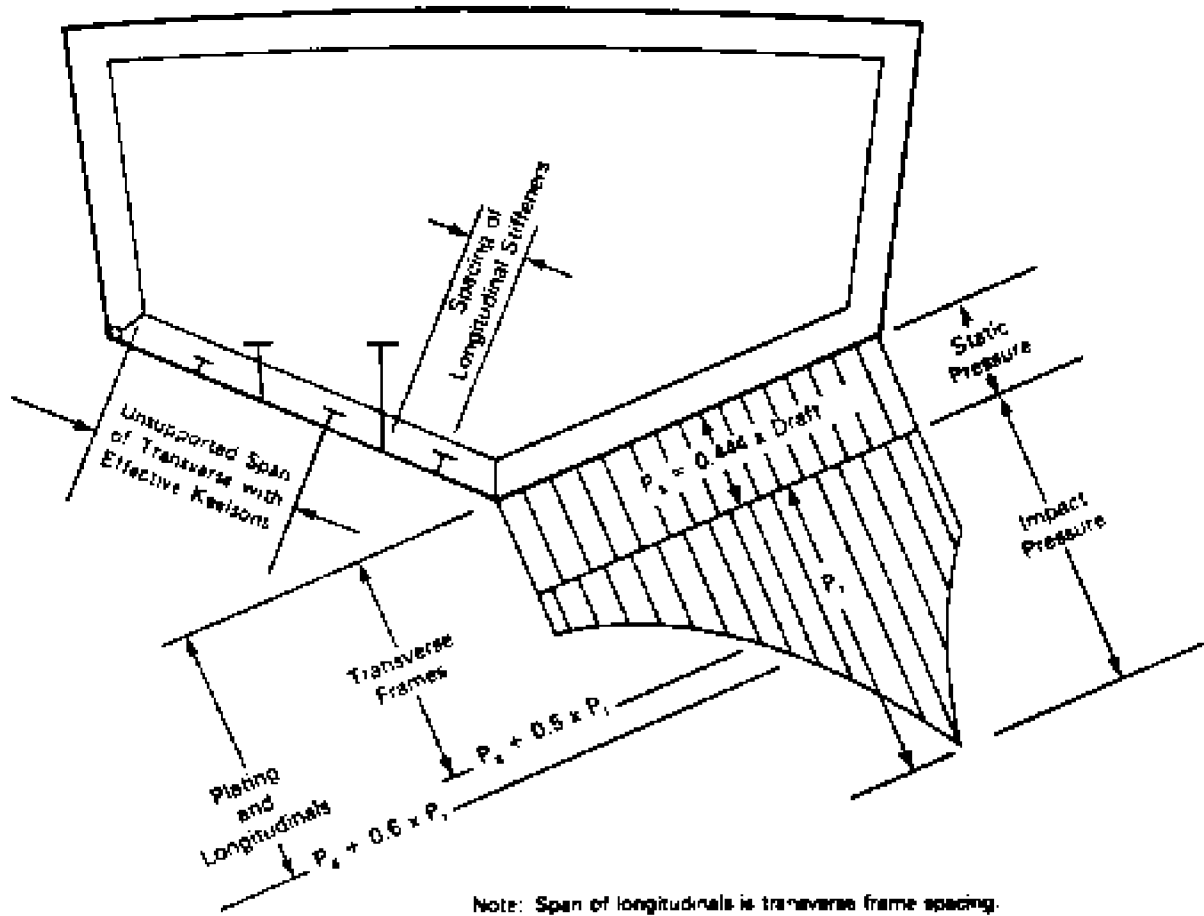 Spacing of
Longitudinal Stiffeners
Static
Pressure
Unsupported Span
of Transverse with
Effective Keelsons
Pₛ = 0.444 x Draft
Impact
Pressure
Pᵢ
Transverse
Frames
Pₛ + 0.5 x Pᵢ
Plating
and
Longitudinals
Pₛ + 0.6 x Pᵢ
Note: Span of longitudinals is transverse frame spacing.